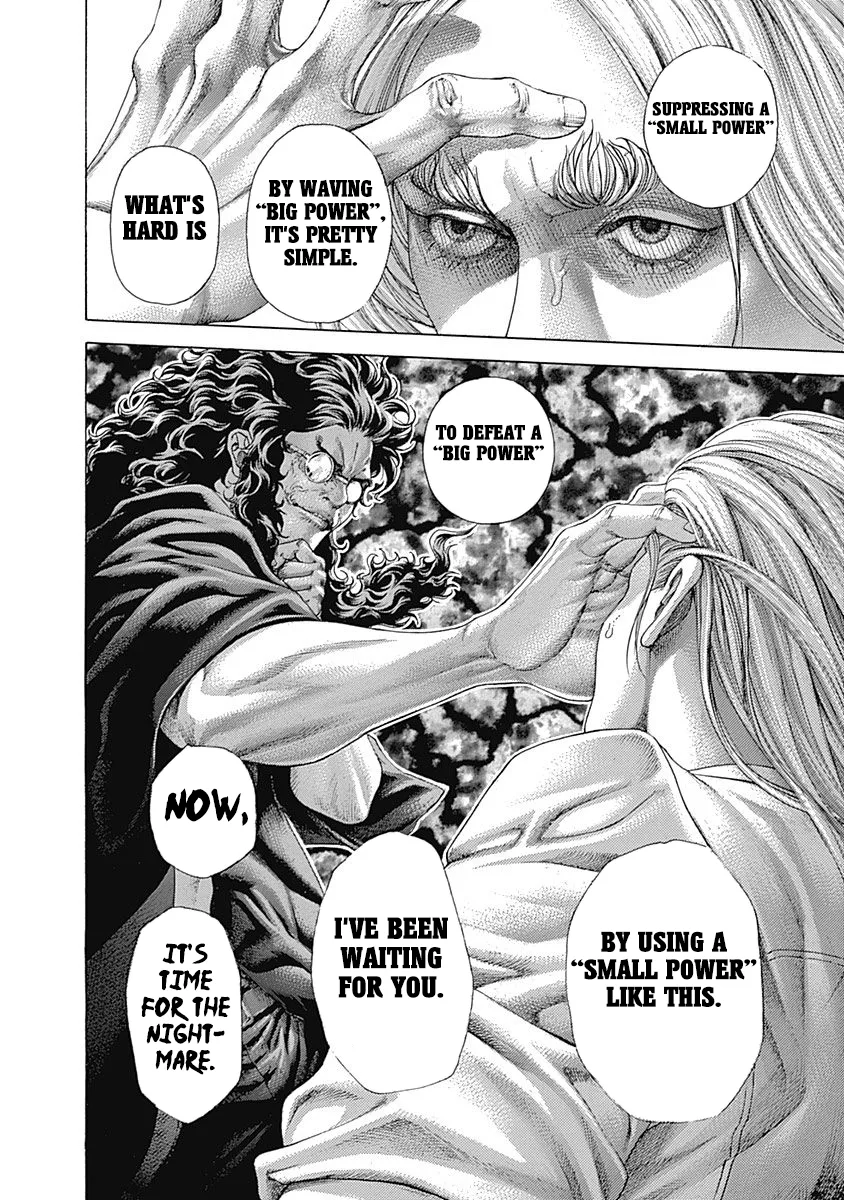 SUPPRESSING A
“SMALL POWER”
BY WAVING
“BIG POWER”,
IT'S PRETTY
SIMPLE.
WHAT'S
HARD IS
TO DEFEAT A
“BIG POWER”
BY USING A
“SMALL POWER”
LIKE THIS.
I'VE BEEN
WAITING
FOR YOU.
NOW,
IT'S
TIME
FOR THE
NIGHT-
MARE.